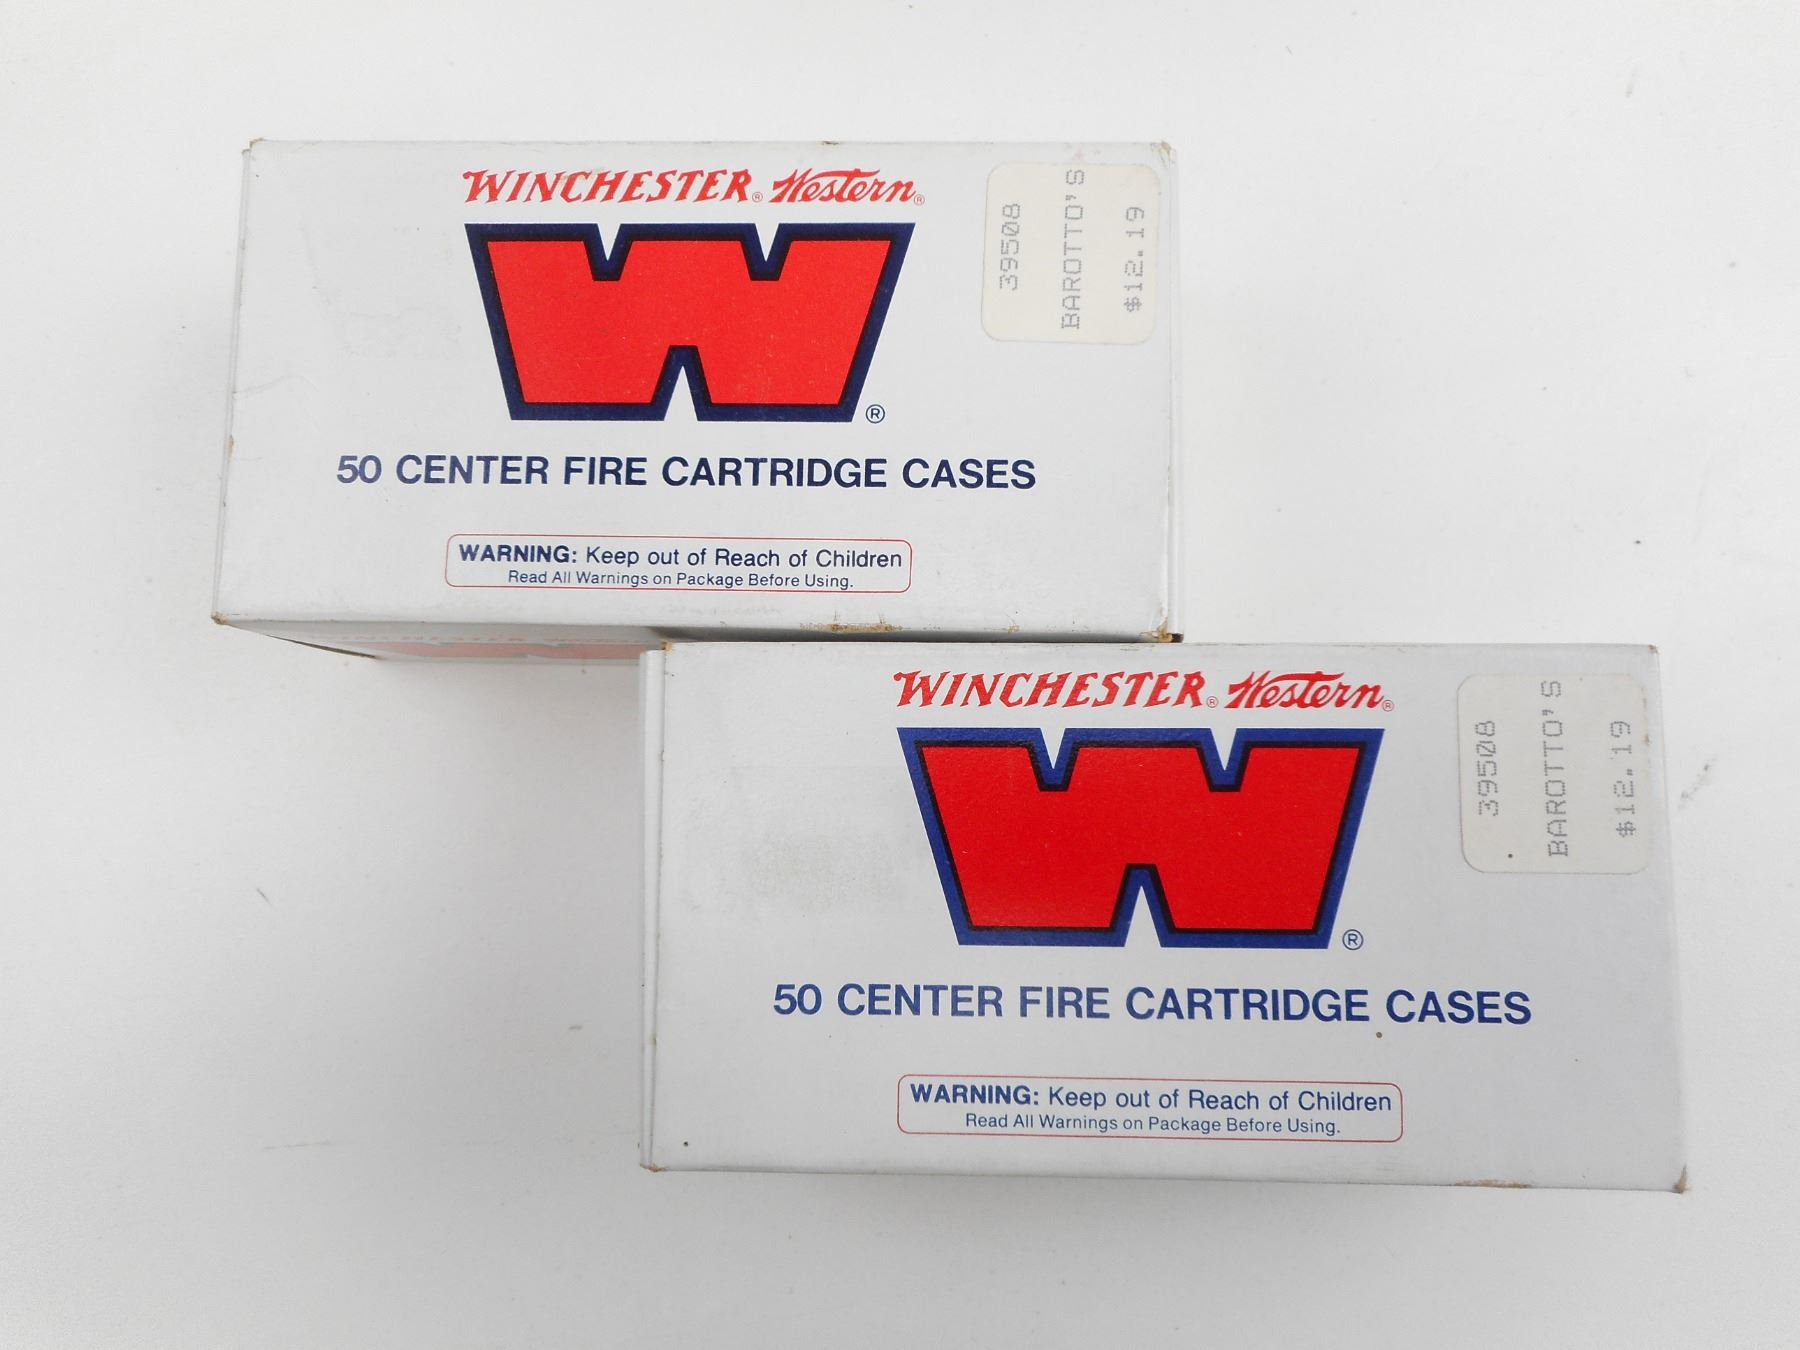 WINCHESTER® Western®
W®
50 CENTER FIRE CARTRIDGE CASES
WARNING: Keep out of Reach of Children
Read All Warnings on Package Before Using.
39508
BAROTTO'S
$12.19
WINCHESTER
WINCHESTER® Western®
W®
50 CENTER FIRE CARTRIDGE CASES
WARNING: Keep out of Reach of Children
Read All Warnings on Package Before Using.
39508
BAROTTO'S
$12.19